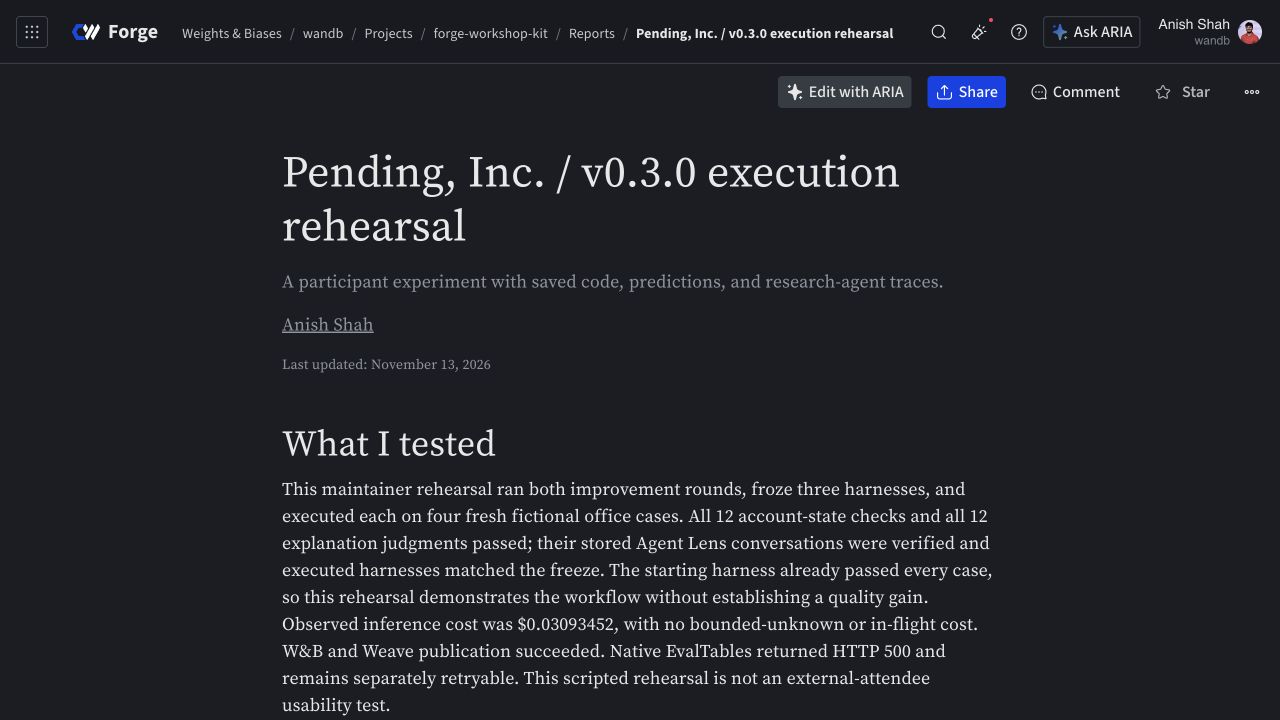 Forge
Weights & Biases / wandb / Projects / forge-workshop-kit / Reports / Pending, Inc. / v0.3.0 execution rehearsal
Ask ARIA
Anish Shah
wandb
Edit with ARIA
Share
Comment
Star
Pending, Inc. / v0.3.0 execution
rehearsal
A participant experiment with saved code, predictions, and research-agent traces.
Anish Shah
Last updated: November 13, 2026
What I tested
This maintainer rehearsal ran both improvement rounds, froze three harnesses, and
executed each on four fresh fictional office cases. All 12 account-state checks and all 12
explanation judgments passed; their stored Agent Lens conversations were verified and
executed harnesses matched the freeze. The starting harness already passed every case,
so this rehearsal demonstrates the workflow without establishing a quality gain.
Observed inference cost was $0.03093452, with no bounded-unknown or in-flight cost.
W&B and Weave publication succeeded. Native EvalTables returned HTTP 500 and
remains separately retryable. This scripted rehearsal is not an external-attendee
usability test.